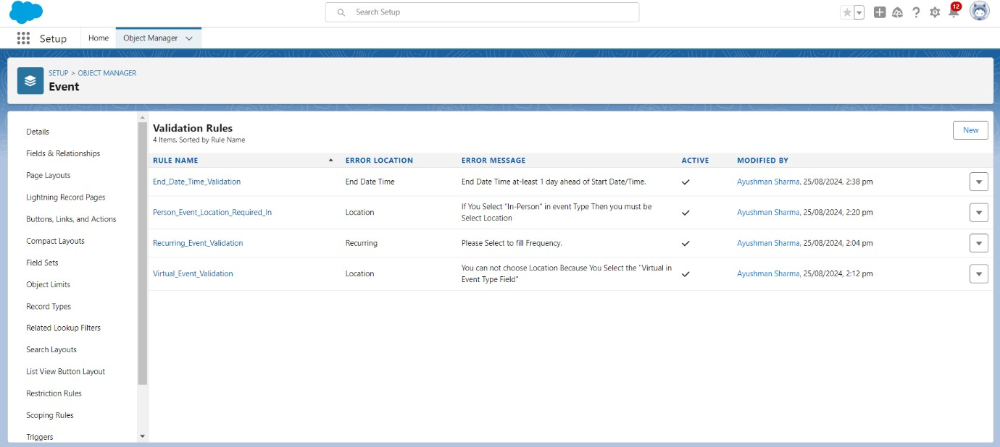 Search Setup
12
Setup
Home
Object Manager
SETUP > OBJECT MANAGER
Event
Details
Fields & Relationships
Page Layouts
Lightning Record Pages
Buttons, Links, and Actions
Compact Layouts
Field Sets
Object Limits
Record Types
Related Lookup Filters
Search Layouts
List View Button Layout
Restriction Rules
Scoping Rules
Triggers
Validation Rules
4 Items, Sorted by Rule Name
New
RULE NAME ERROR LOCATION ERROR MESSAGE ACTIVE MODIFIED BY
End_Date_Time_Validation End Date Time End Date Time at-least 1 day ahead of Start Date/Time. Ayushman Sharma, 25/08/2024, 2:38 pm
Person_Event_Location_Required_In Location If You Select "In-Person" in event Type Then you must be Ayushman Sharma, 25/08/2024, 2:20 pm
Select Location
Recurring_Event_Validation Recurring Please Select to fill Frequency. Ayushman Sharma, 25/08/2024, 2:04 pm
Virtual_Event_Validation Location You can not choose Location Because You Select the "Virtual in Ayushman Sharma, 25/08/2024, 2:12 pm
Event Type Field"